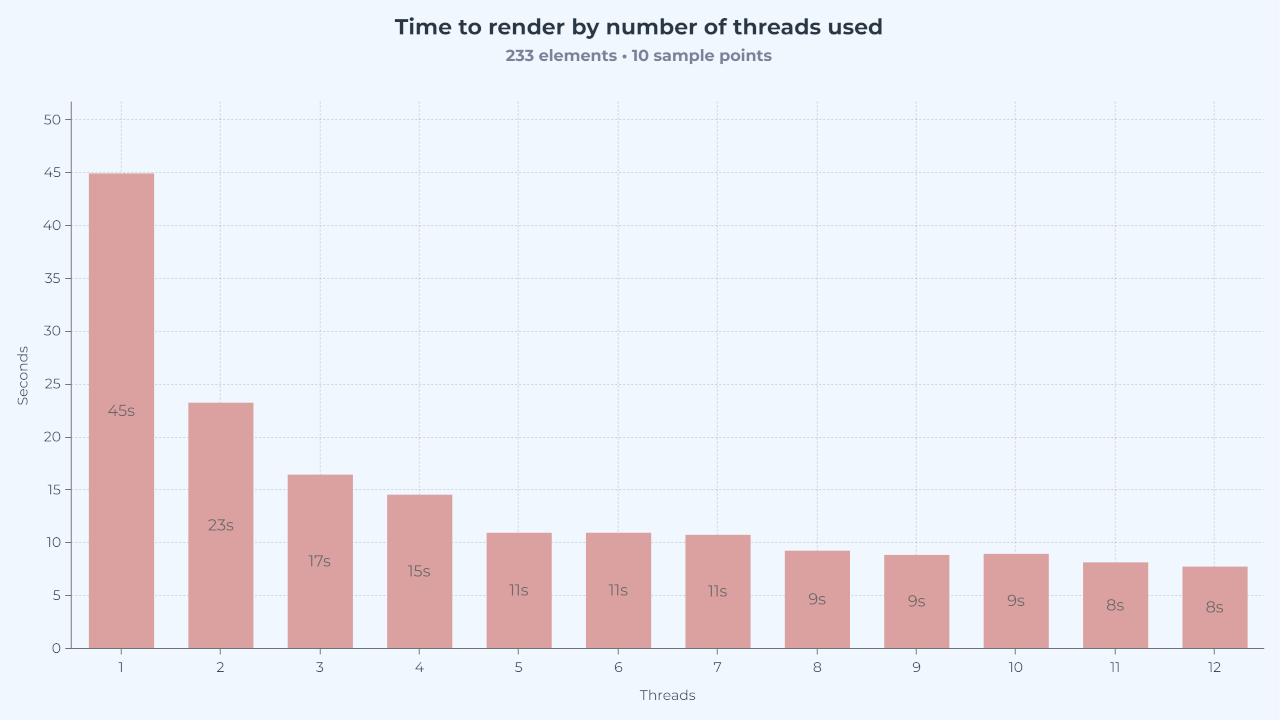 Time to render by number of threads used
233 elements • 10 sample points
Seconds
50
45
40
35
30
25
20
15
10
5
0
45s
23s
17s
15s
11s
11s
11s
9s
9s
9s
8s
8s
1 2 3 4 5 6 7 8 9 10 11 12
Threads